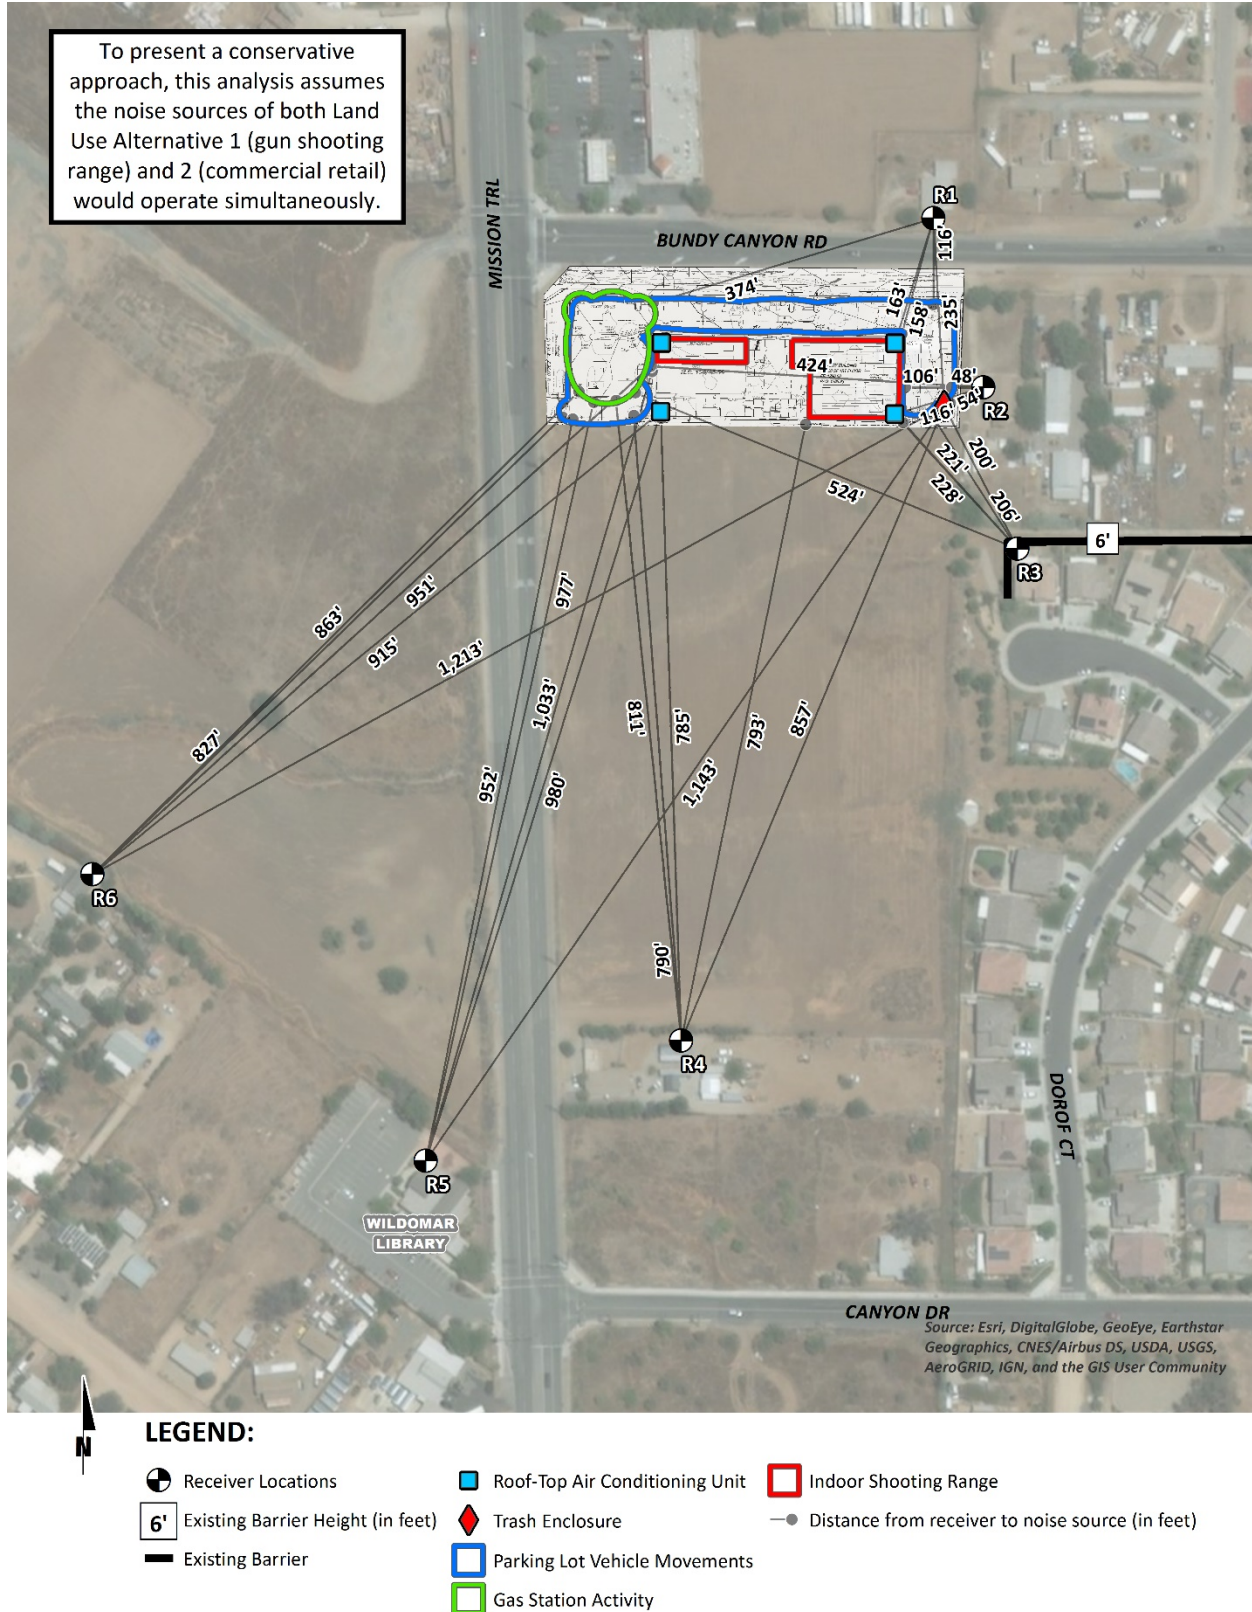 To present a conservative
approach, this analysis assumes
the noise sources of both Land
Use Alternative 1 (gun shooting
range) and 2 (commercial retail)
would operate simultaneously.
MISSION TRL
BUNDY CANYON RD
R1
116'
374'
163'
158'
235'
424'
106'
48'
54'
R2
116'
221'
200'
228'
206'
524'
6'
R3
863'
951'
977'
915'
1,213'
827'
1,033'
811'
785'
793'
857'
952'
980'
1,143'
R6
790'
R4
DOROF CT
R5
WILDOMAR
LIBRARY
CANYON DR
Source: Esri, DigitalGlobe, GeoEye, Earthstar
Geographics, CNES/Airbus DS, USDA, USGS,
AeroGRID, IGN, and the GIS User Community
N
LEGEND:
Receiver Locations
Roof-Top Air Conditioning Unit
Indoor Shooting Range
6' Existing Barrier Height (in feet)
Trash Enclosure
Distance from receiver to noise source (in feet)
Existing Barrier
Parking Lot Vehicle Movements
Gas Station Activity